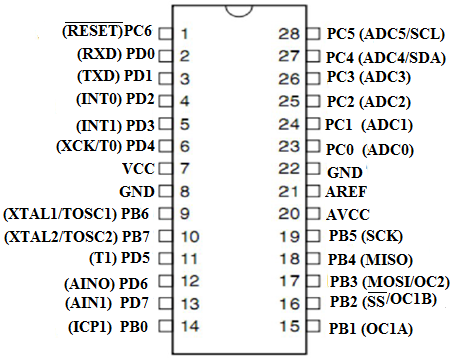 (RESET)PC6 1 28 PC5 (ADC5/SCL)
(RXD) PD0 2 27 PC4 (ADC4/SDA)
(TXD) PD1 3 26 PC3 (ADC3)
(INT0) PD2 4 25 PC2 (ADC2)
(INT1) PD3 5 24 PC1 (ADC1)
(XCK/T0) PD4 6 23 PC0 (ADC0)
VCC 7 22 GND
GND 8 21 AREF
(XTAL1/TOSC1) PB6 9 20 AVCC
(XTAL2/TOSC2) PB7 10 19 PB5 (SCK)
(T1) PD5 11 18 PB4 (MISO)
(AINO) PD6 12 17 PB3 (MOSI/OC2)
(AIN1) PD7 13 16 PB2 (SS/OC1B)
(ICP1) PB0 14 15 PB1 (OC1A)